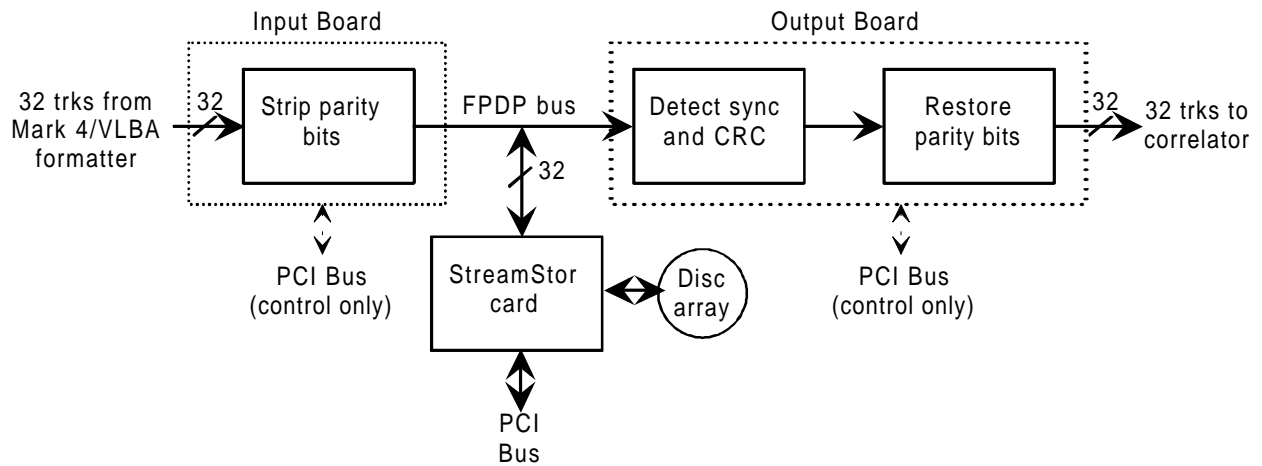 Input Board
Output Board
32 trks from
Mark 4/VLBA
formatter
32
Strip parity
bits
FPDP bus
Detect sync
and CRC
Restore
parity bits
32
32 trks to
correlator
32
PCI Bus
(control only)
StreamStor
card
Disc
array
PCI Bus
(control only)
PCI
Bus